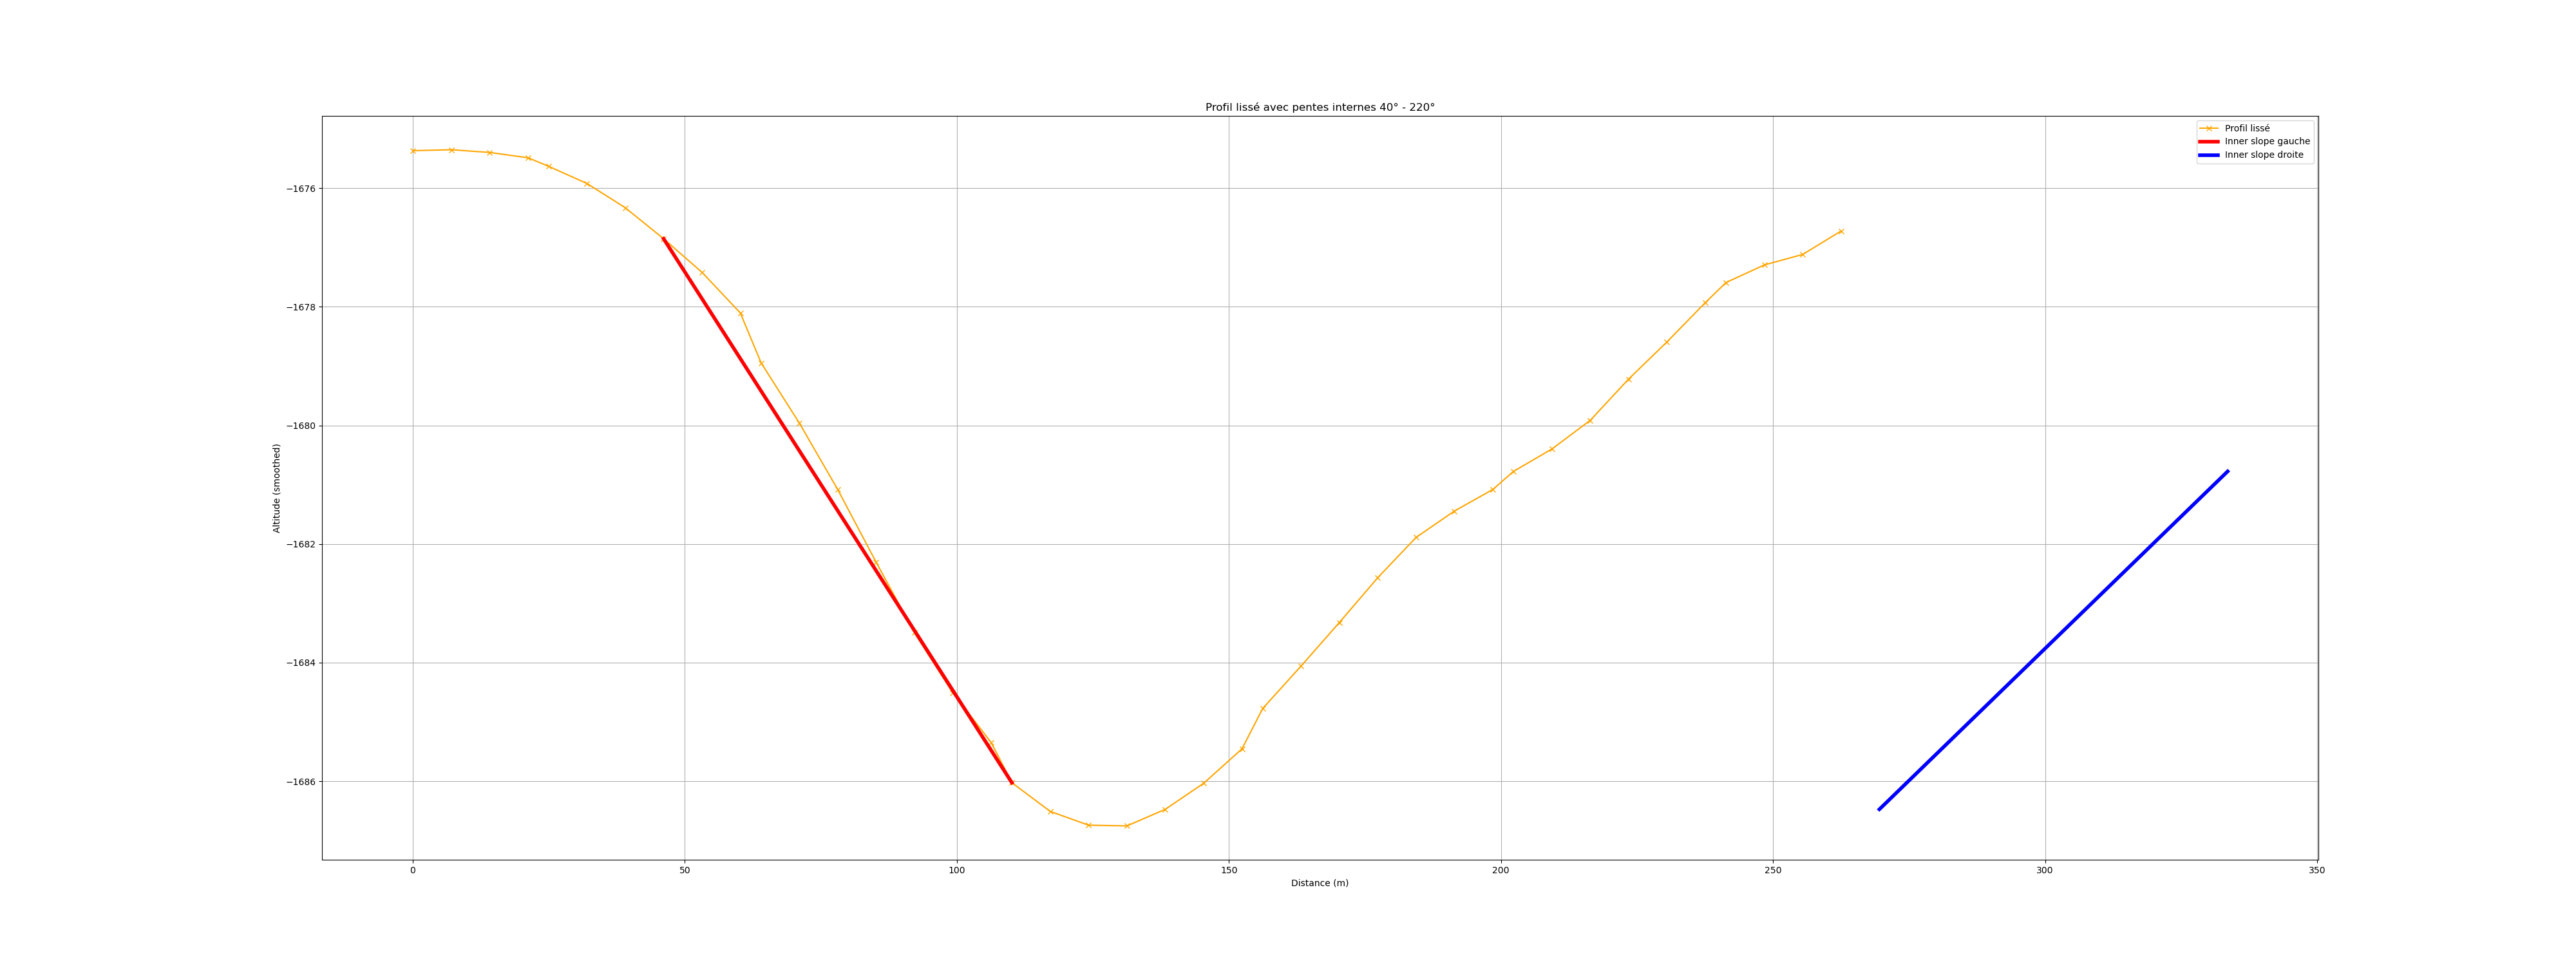 Profil lissé avec pentes internes 40° - 220°
Profil lissé
Inner slope gauche
Inner slope droite
−1676
−1678
−1680
−1682
−1684
−1686
Altitude (smoothed)
0
50
100
150
200
250
300
350
Distance (m)